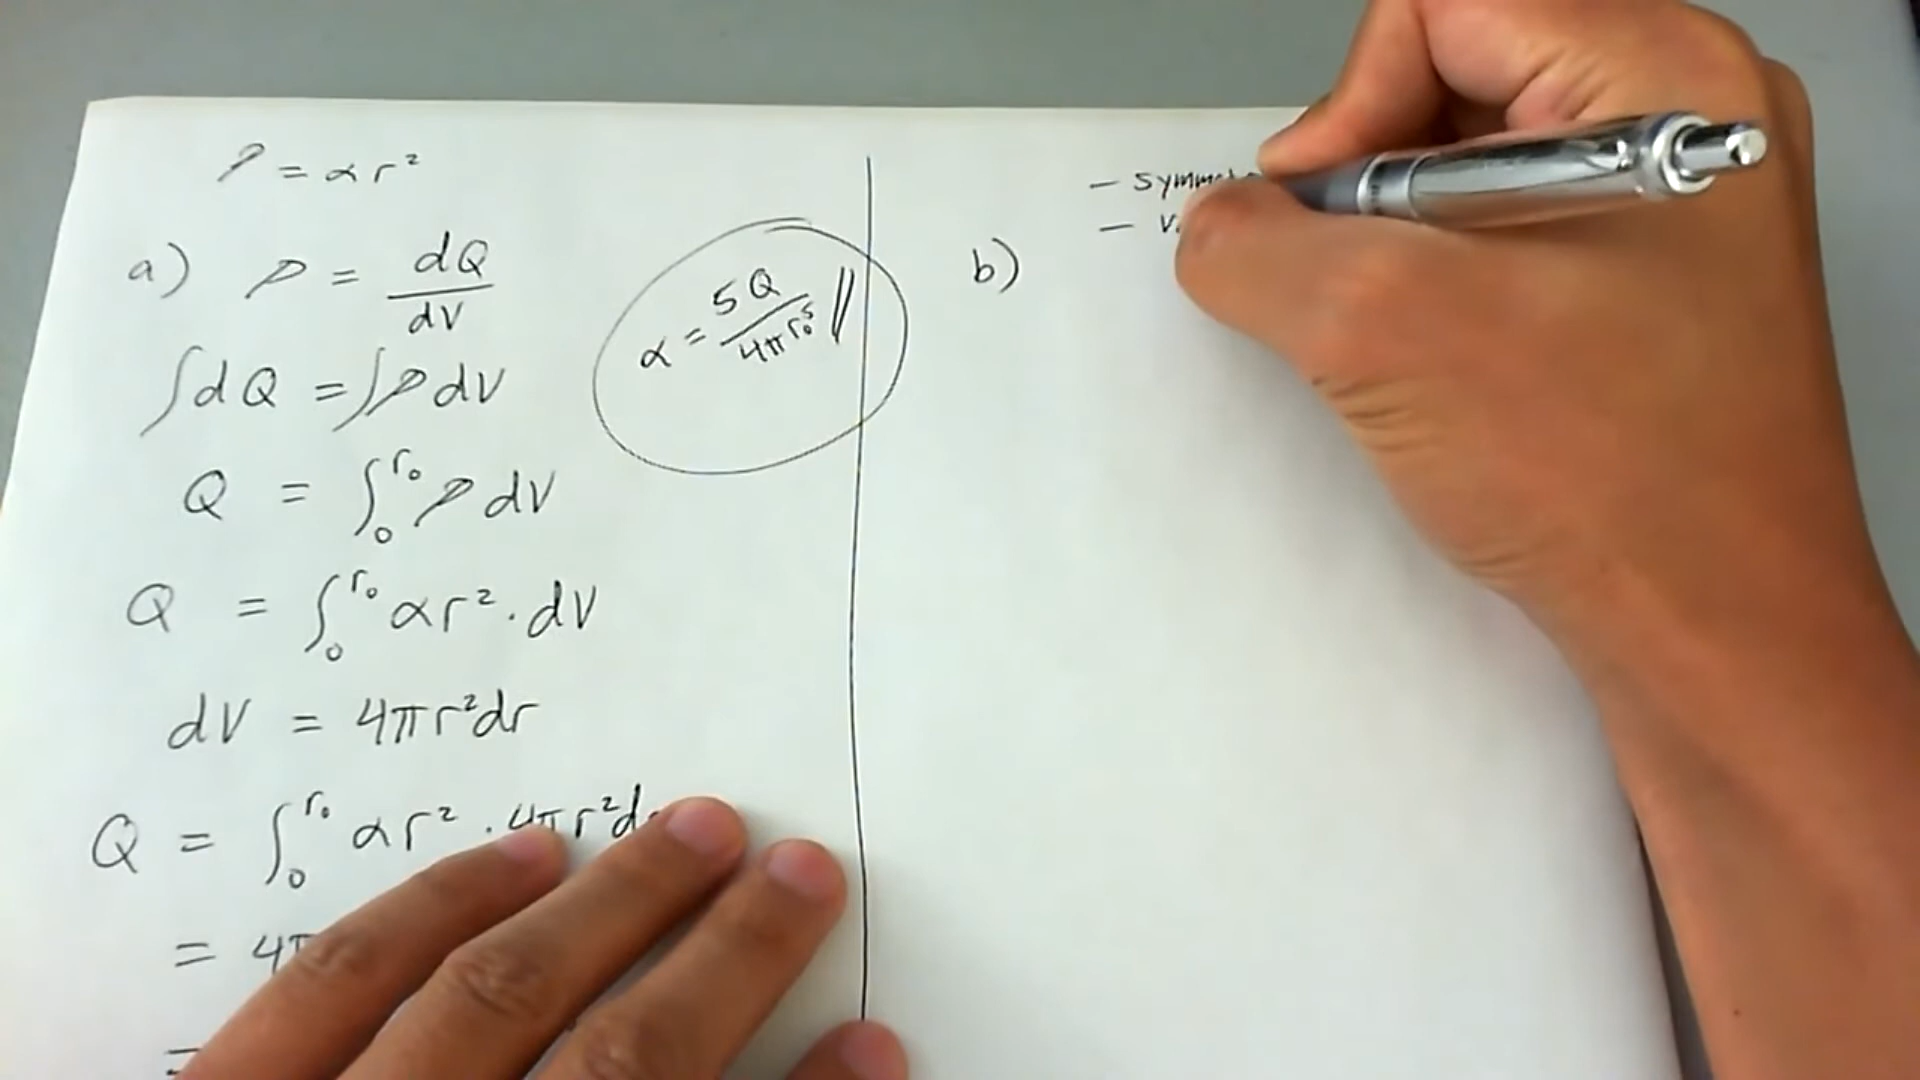 ρ = αr²
a) ρ = dQ/dV
∫dQ = ∫ρdV
Q = ∫₀^r₀ ρdV
Q = ∫₀^r₀ αr²·dV
dV = 4πr²dr
Q = ∫₀^r₀ αr²·4πr²d
= 4π
=
α = 5Q/4πr₀⁵ //
b)
–
–